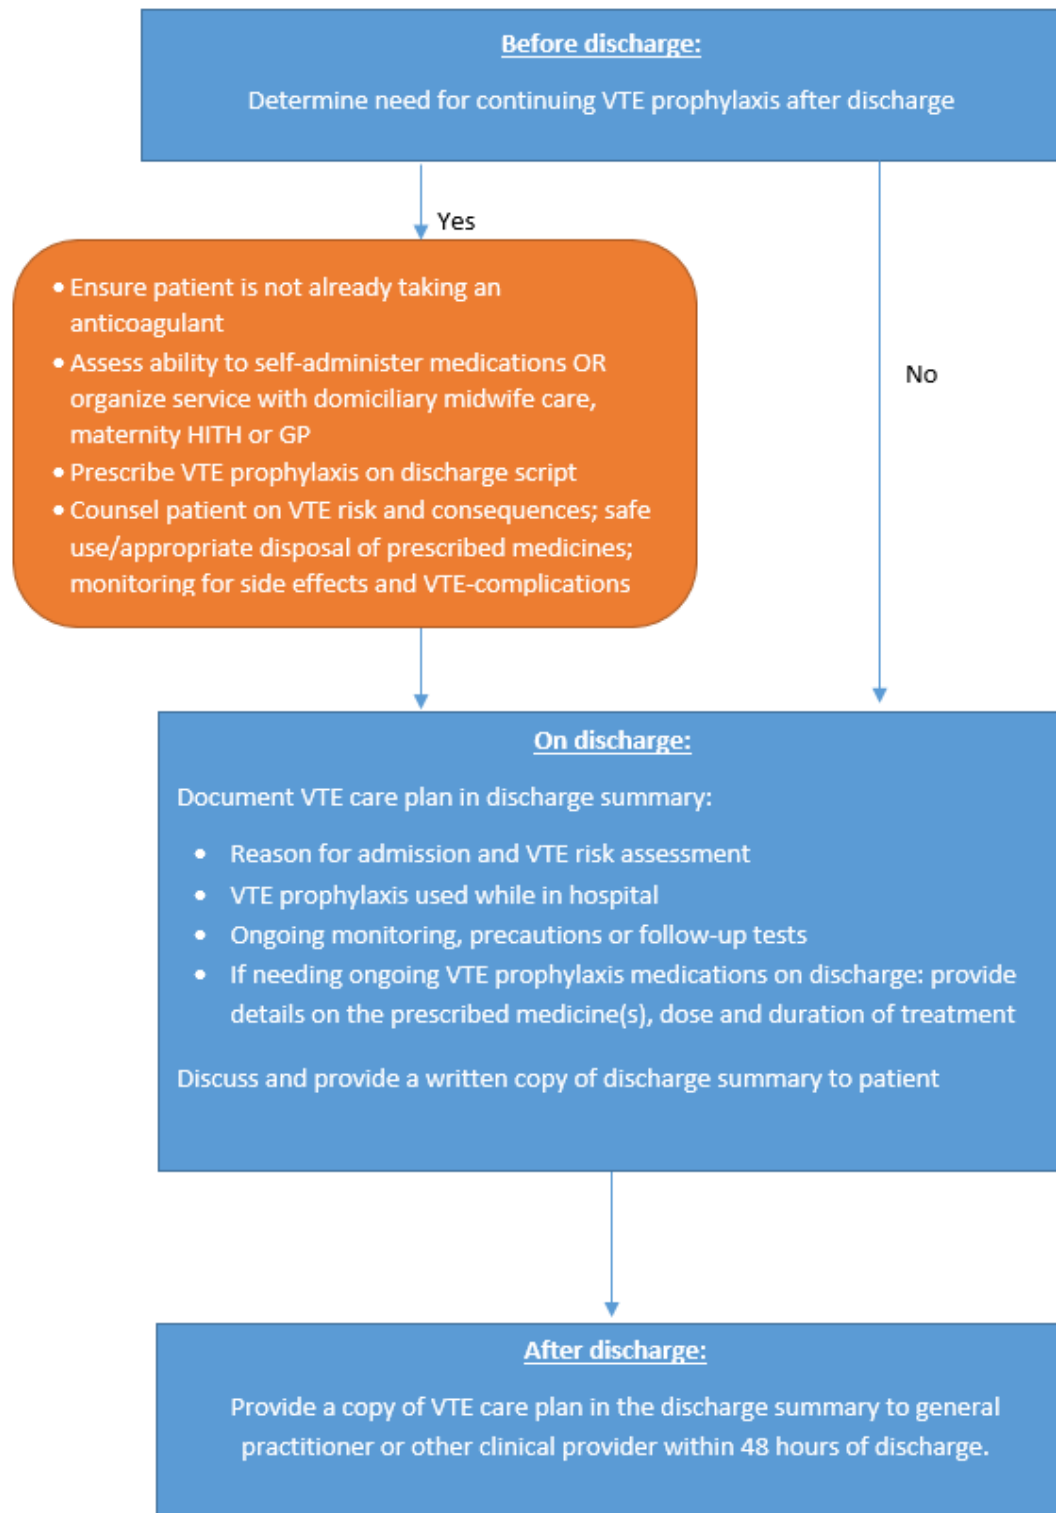 Before discharge:
Determine need for continuing VTE prophylaxis after discharge
Yes
• Ensure patient is not already taking an
anticoagulant
• Assess ability to self-administer medications OR
organize service with domiciliary midwife care,
maternity HITH or GP
• Prescribe VTE prophylaxis on discharge script
• Counsel patient on VTE risk and consequences; safe
use/appropriate disposal of prescribed medicines;
monitoring for side effects and VTE-complications
No
On discharge:
Document VTE care plan in discharge summary:
• Reason for admission and VTE risk assessment
• VTE prophylaxis used while in hospital
• Ongoing monitoring, precautions or follow-up tests
• If needing ongoing VTE prophylaxis medications on discharge: provide
details on the prescribed medicine(s), dose and duration of treatment
Discuss and provide a written copy of discharge summary to patient
After discharge:
Provide a copy of VTE care plan in the discharge summary to general
practitioner or other clinical provider within 48 hours of discharge.